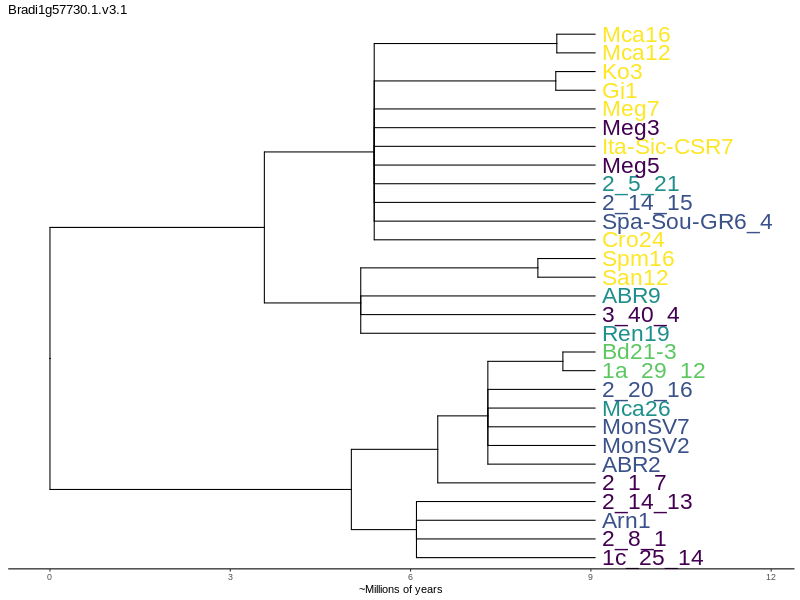 Bradi1g57730.1.v3.1
Mca16
Mca12
Ko3
Gi1
Meg7
Meg3
Ita-Sic-CSR7
Meg5
2_5_21
2_14_15
Spa-Sou-GR6_4
Cro24
Spm16
San12
ABR9
3_40_4
Ren19
Bd21-3
1a_29_12
2_20_16
Mca26
MonSV7
MonSV2
ABR2
2_1_7
2_14_13
Arn1
2_8_1
1c_25_14
0 3 6 9 12
~Millions of years